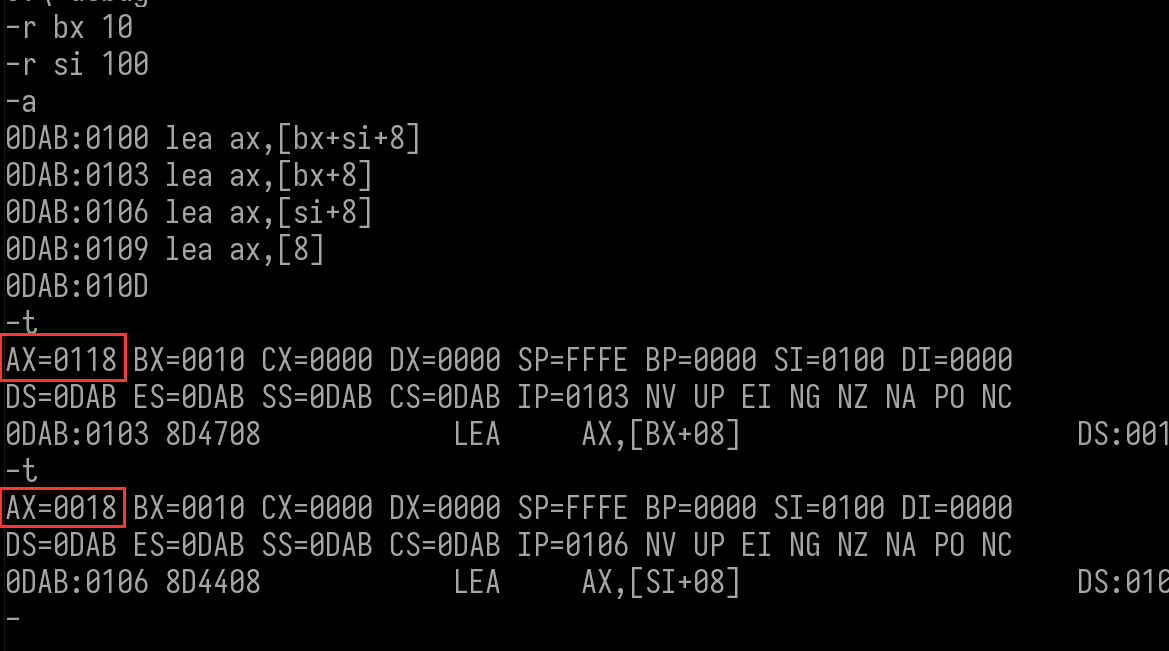 -r bx 10
-r si 100
-a
0DAB:0100 lea ax,[bx+si+8]
0DAB:0103 lea ax,[bx+8]
0DAB:0106 lea ax,[si+8]
0DAB:0109 lea ax,[8]
0DAB:010D
-t
AX=0118 BX=0010 CX=0000 DX=0000 SP=FFFE BP=0000 SI=0100 DI=0000
DS=0DAB ES=0DAB SS=0DAB CS=0DAB IP=0103 NV UP EI NG NZ NA PO NC
0DAB:0103 8D4708 LEA AX,[BX+08] DS:001
-t
AX=0018 BX=0010 CX=0000 DX=0000 SP=FFFE BP=0000 SI=0100 DI=0000
DS=0DAB ES=0DAB SS=0DAB CS=0DAB IP=0106 NV UP EI NG NZ NA PO NC
0DAB:0106 8D4408 LEA AX,[SI+08] DS:010
-